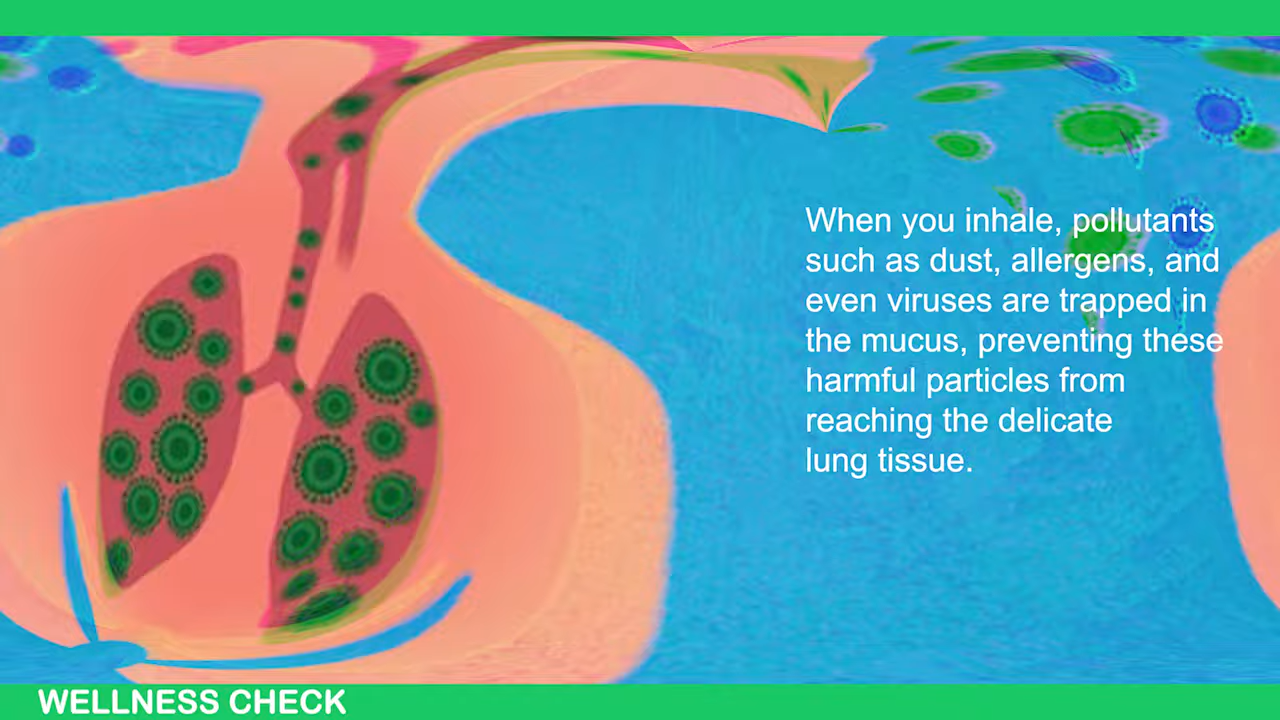 When you inhale, pollutants
such as dust, allergens, and
even viruses are trapped in
the mucus, preventing these
harmful particles from
reaching the delicate
lung tissue.
WELLNESS CHECK